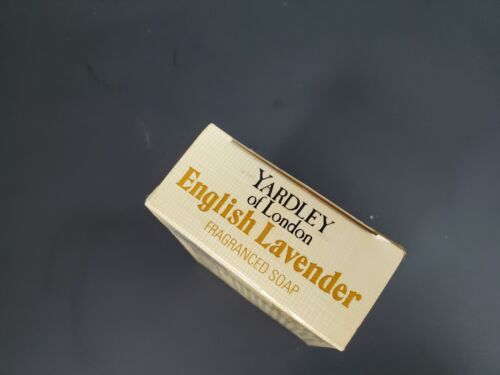 YARDLEY
of London
English Lavender
FRAGRANCED SOAP